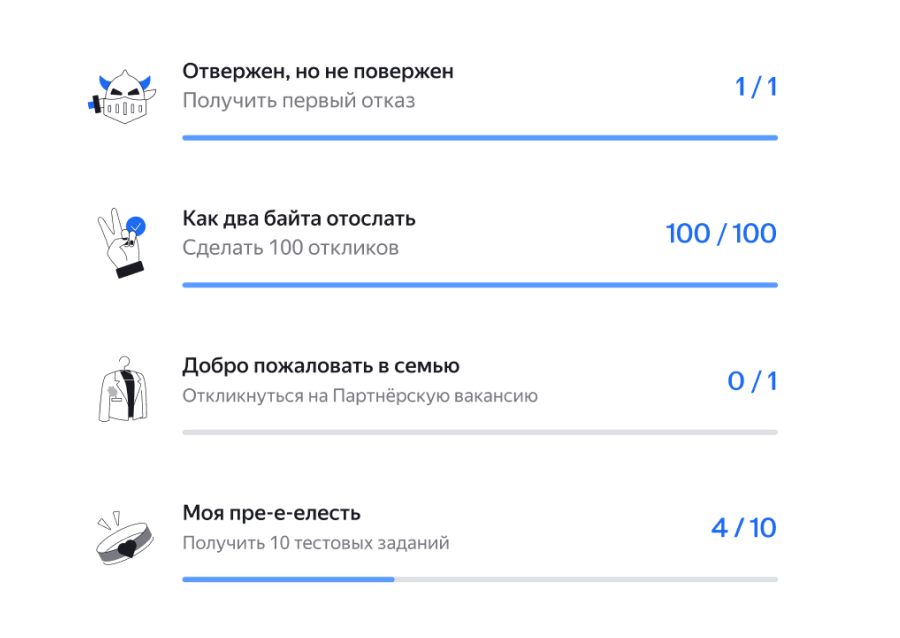 Отвержен, но не повержен
Получить первый отказ
1 / 1
Как два байта отослать
Сделать 100 откликов
100 / 100
Добро пожаловать в семью
Откликнуться на Партнёрскую вакансию
0 / 1
Моя пре-е-елесть
Получить 10 тестовых заданий
4 / 10